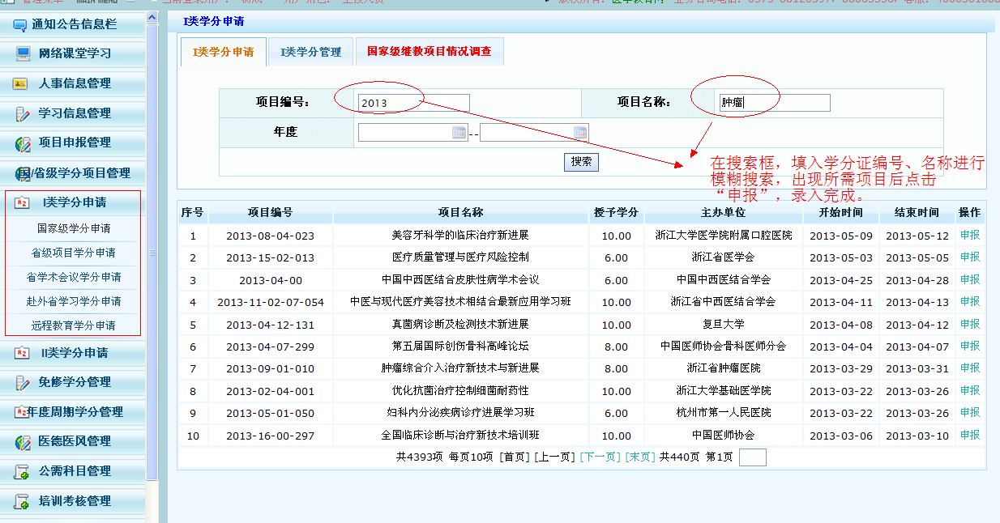 通知公告信息栏
网络课堂学习
人事信息管理
学习信息管理
项目申报管理
/省级学分项目管理
I类学分申请
国家级学分申请
省级项目学分申请
省学术会议学分申请
赴外省学习学分申请
远程教育学分申请
II类学分申请
免修学分管理
年度周期学分管理
医德医风管理
公需科目管理
培训考核管理
I类学分申请
I类学分申请 I类学分管理 国家级继教项目情况调查
项目编号： 2013 项目名称： 肿瘤
年度 --
搜索
在搜索框，填入学分证编号、名称进行
模糊搜索，出现所需项目后点击
“申报”，录入完成。
序号 项目编号 项目名称 授予学分 主办单位 开始时间 结束时间 操作
1 2013-08-04-023 美容牙科学的临床治疗新进展 10.00 浙江大学医学院附属口腔医院 2013-05-09 2013-05-12 申报
2 2013-15-02-013 医疗质量管理与医疗风险控制 6.00 浙江省医学会 2013-05-03 2013-05-05 申报
3 2013-04-00 中国中西医结合皮肤性病学术会议 6.00 中国中西医结合学会 2013-04-25 2013-04-28 申报
4 2013-11-02-07-054 中医与现代医疗美容技术相结合最新应用学习班 10.00 浙江省中西医结合学会 2013-04-11 2013-04-13 申报
5 2013-04-12-131 真菌病诊断及检测技术新进展 10.00 复旦大学 2013-04-08 2013-04-12 申报
6 2013-04-07-299 第五届国际创伤骨科高峰论坛 8.00 中国医师协会骨科医师分会 2013-04-04 2013-04-07 申报
7 2013-09-01-010 肿瘤综合介入治疗新技术与新进展 8.00 浙江省肿瘤医院 2013-03-29 2013-03-31 申报
8 2013-02-04-001 优化抗菌治疗控制细菌耐药性 10.00 浙江大学基础医学院 2013-03-22 2013-03-26 申报
9 2013-05-01-050 妇科内分泌疾病诊疗进展学习班 6.00 杭州市第一人民医院 2013-03-22 2013-03-26 申报
10 2013-16-00-297 全国临床诊断与治疗新技术培训班 10.00 中国医师协会 2013-03-06 2013-03-10 申报
共4393项 每页10项 [首页] [上一页] [下一页] [末页] 共440页 第1页